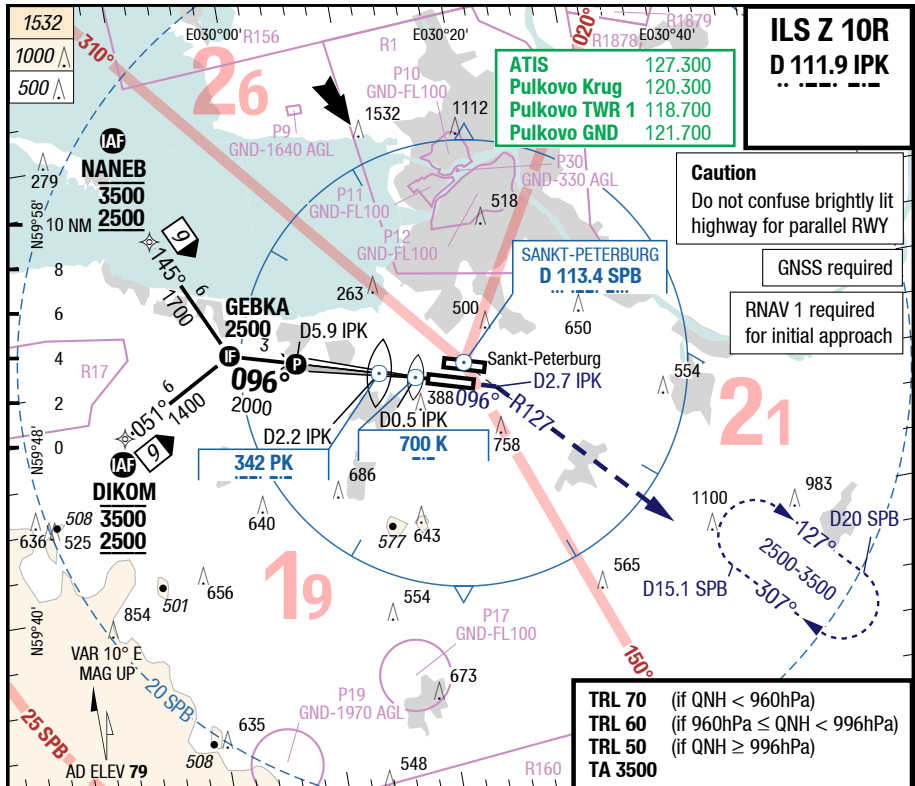 1532
1000
500
E030°00'
R156
R1
E030°20'
020°
R1879
R1878
E030°40'
ILS Z 10R
D 111.9 IPK
310°
26
P10
GND-FL100
ATIS 127.300
Pulkovo Krug 120.300
Pulkovo TWR 1 118.700
Pulkovo GND 121.700
P9
GND-1640 AGL
1532
1112
IAF
NANEB
3500
2500
279
N59°58'
10 NM
8
6
4
2
0
P11
GND-FL100
P30
GND-330 AGL
518
P12
GND-FL100
Caution
Do not confuse brightly lit
highway for parallel RWY
GNSS required
RNAV 1 required
for initial approach
SANKT-PETERBURG
D 113.4 SPB
9
145°
6
1700
263
GEBKA
2500
D5.9 IPK
500
650
R17
IF
3
P
096°
2000
Sankt-Peterburg
554
21
051°
6
1400
388
096°
D2.7 IPK
R127
D2.2 IPK
D0.5 IPK
758
N59°48'
9
IAF
DIKOM
3500
2500
342 PK
700 K
686
640
577
643
508
636
525
1100
983
127°
D20 SPB
2500-3500
D15.1 SPB
307°
19
656
501
565
554
854
N59°40'
P17
GND-FL100
150°
VAR 10° E
MAG UP
20 SPB
673
P19
GND-1970 AGL
25 SPB
635
508
AD ELEV 79
548
R160
TRL 70 (if QNH < 960hPa)
TRL 60 (if 960hPa ≤ QNH < 996hPa)
TRL 50 (if QNH ≥ 996hPa)
TA 3500